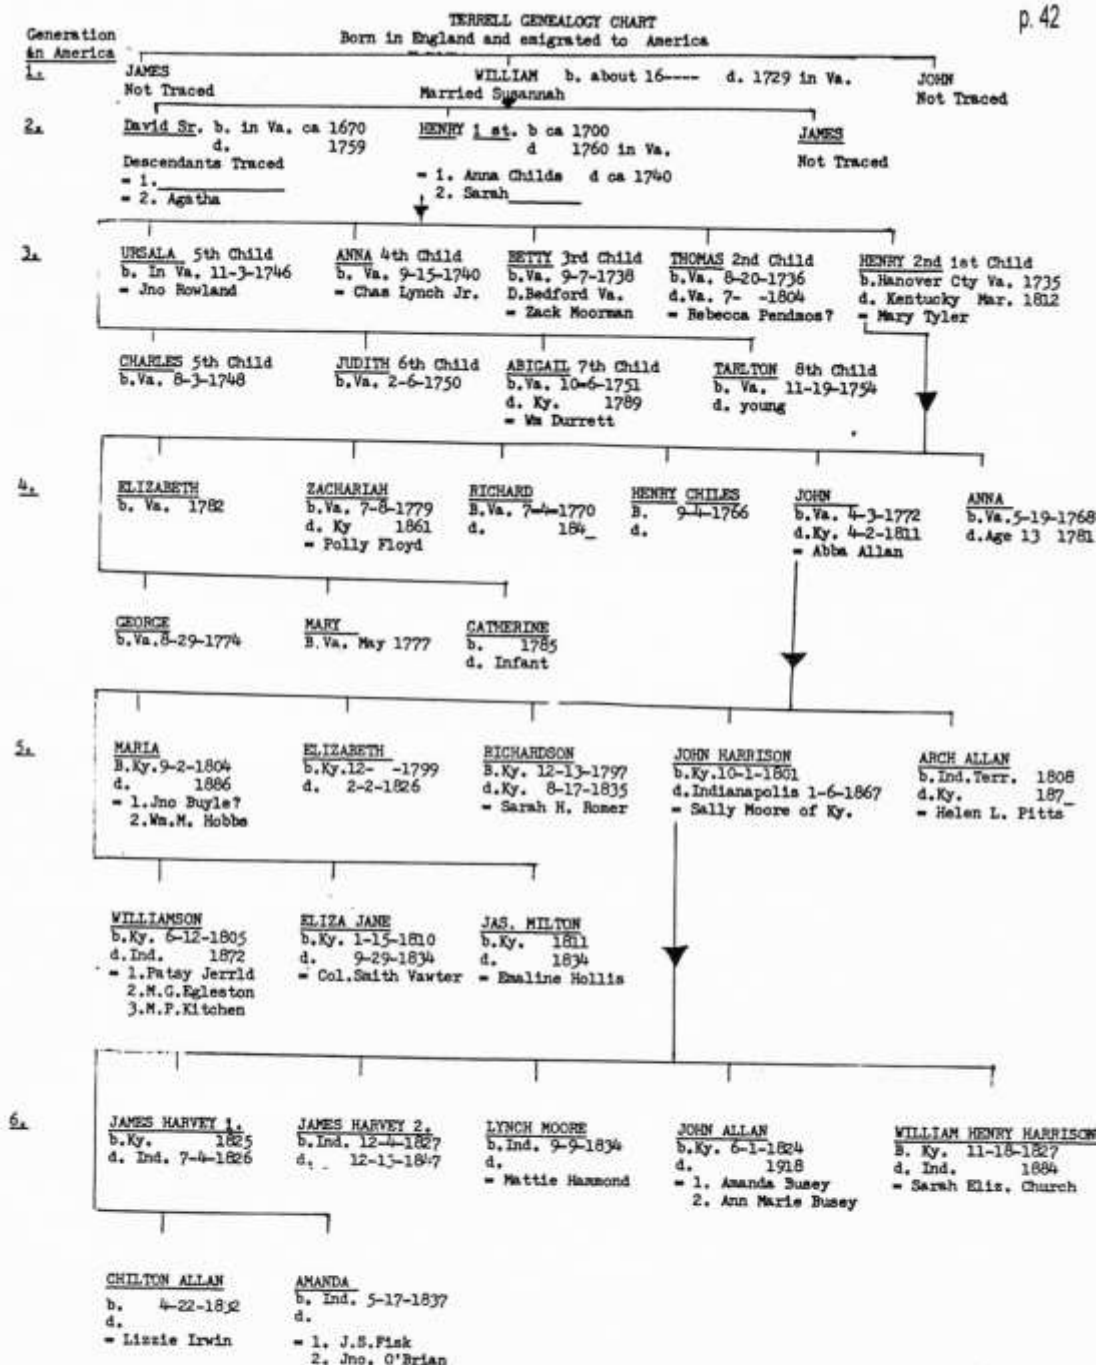 p. 42
TERRELL GENEALOGY CHART
Born in England and emigrated to America
Generation
in America
1.
JAMES
Not Traced
WILLIAM b. about 16---- d. 1729 in Va.
Married Susannah
JOHN
Not Traced
2.
David Sr. b. in Va. ca 1670
d. 1759
Descendants Traced
= 1.
= 2. Agatha
HENRY 1 st. b ca 1700
d 1760 in Va.
= 1. Anna Childs d ca 1740
2. Sarah
JAMES
Not Traced
3.
URSALA 5th Child
b. In Va. 11-3-1746
= Jno Rowland
ANNA 4th Child
b. Va. 9-15-1740
= Chas Lynch Jr.
BETTY 3rd Child
b.Va. 9-7-1738
D.Bedford Va.
= Zack Moorman
THOMAS 2nd Child
b.Va. 8-20-1736
d.Va. 7- -1804
= Rebecca Pendmos?
HENRY 2nd 1st Child
b.Hanover Cty Va. 1735
d. Kentucky Mar. 1812
= Mary Tyler
CHARLES 5th Child
b.Va. 8-3-1748
JUDITH 6th Child
b.Va. 2-6-1750
ABIGAIL 7th Child
b.Va. 10-6-1751
d. Ky. 1789
= Wm Durrett
TARLTON 8th Child
b. Va. 11-19-1754
d. young
4.
ELIZABETH
b. Va. 1782
ZACHARIAH
b.Va. 7-8-1779
d. Ky 1861
= Polly Floyd
RICHARD
B.Va. 7-4-1770
d. 184_
HENRY CHILES
B. 9-4-1766
d.
JOHN
b.Va. 4-3-1772
d.Ky. 4-2-1811
= Abba Allan
ANNA
b.Va.5-19-1768
d.Age 13 1781
GEORGE
b.Va.8-29-1774
MARY
B.Va. May 1777
CATHERINE
b. 1785
d. Infant
5.
MARIA
B.Ky.9-2-1804
d. 1886
= 1.Jno Buyle?
2.Wm.M. Hobbs
ELIZABETH
b.Ky.12- -1799
d. 2-2-1826
RICHARDSON
B.Ky. 12-13-1797
d.Ky. 8-17-1835
= Sarah H. Romer
JOHN HARRISON
b.Ky.10-1-1801
d.Indianapolis 1-6-1867
= Sally Moore of Ky.
ARCH ALLAN
b.Ind.Terr. 1808
d.Ky. 187_
= Helen L. Pitts
WILLIAMSON
b.Ky. 6-12-1805
d.Ind. 1872
= 1.Patsy Jerrld
2.M.G.Egleston
3.M.P.Kitchen
ELIZA JANE
b.Ky. 1-15-1810
d. 9-29-1834
= Col.Smith Vawter
JAS. MILTON
b.Ky. 1811
d. 1834
= Emaline Hollis
6.
JAMES HARVEY 1.
b.Ky. 1825
d. Ind. 7-4-1826
JAMES HARVEY 2.
b.Ind. 12-4-1827
d. 12-13-1847
LYNCH MOORE
b.Ind. 9-9-1834
d.
= Mattie Hammond
JOHN ALLAN
b.Ky. 6-1-1824
d. 1918
= 1. Amanda Busey
2. Ann Marie Busey
WILLIAM HENRY HARRISON
B. Ky. 11-18-1827
d. Ind. 1884
= Sarah Eliz. Church
CHILTON ALLAN
b. 4-22-1832
d.
= Lizzie Irwin
AMANDA
b. Ind. 5-17-1837
d.
= 1. J.S.Fisk
2. Jno. O'Brian